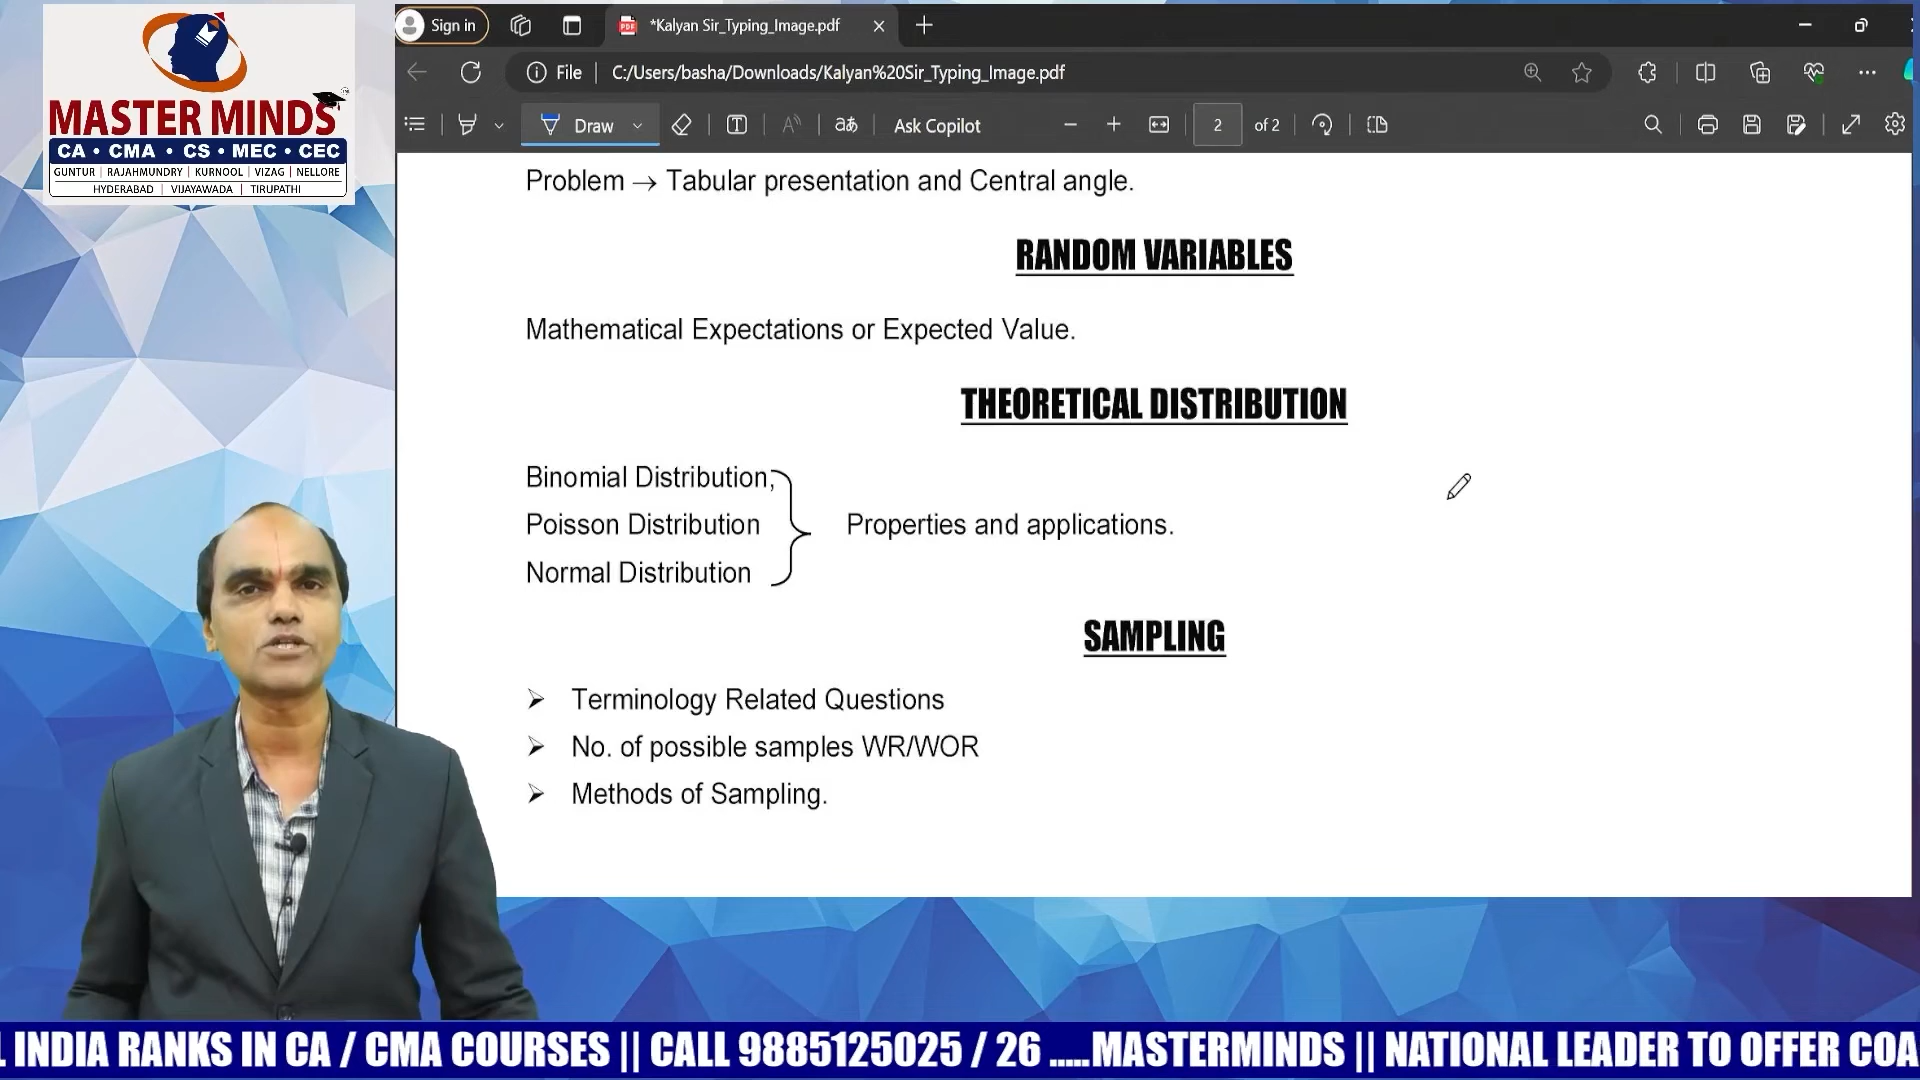 MASTER MINDS
CA • CMA • CS • MEC • CEC
GUNTUR | RAJAHMUNDRY | KURNOOL | VIZAG | NELLORE
HYDERABAD | VIJAYAWADA | TIRUPATHI
Sign in
*Kalyan Sir_Typing_Image.pdf
File
C:/Users/basha/Downloads/Kalyan%20Sir_Typing_Image.pdf
Draw
Ask Copilot
2 of 2
Problem → Tabular presentation and Central angle.
RANDOM VARIABLES
Mathematical Expectations or Expected Value.
THEORETICAL DISTRIBUTION
Binomial Distribution,
Poisson Distribution
Normal Distribution
Properties and applications.
SAMPLING
➢ Terminology Related Questions
➢ No. of possible samples WR/WOR
➢ Methods of Sampling.
L INDIA RANKS IN CA / CMA COURSES || CALL 9885125025 / 26 .....MASTERMINDS || NATIONAL LEADER TO OFFER COA